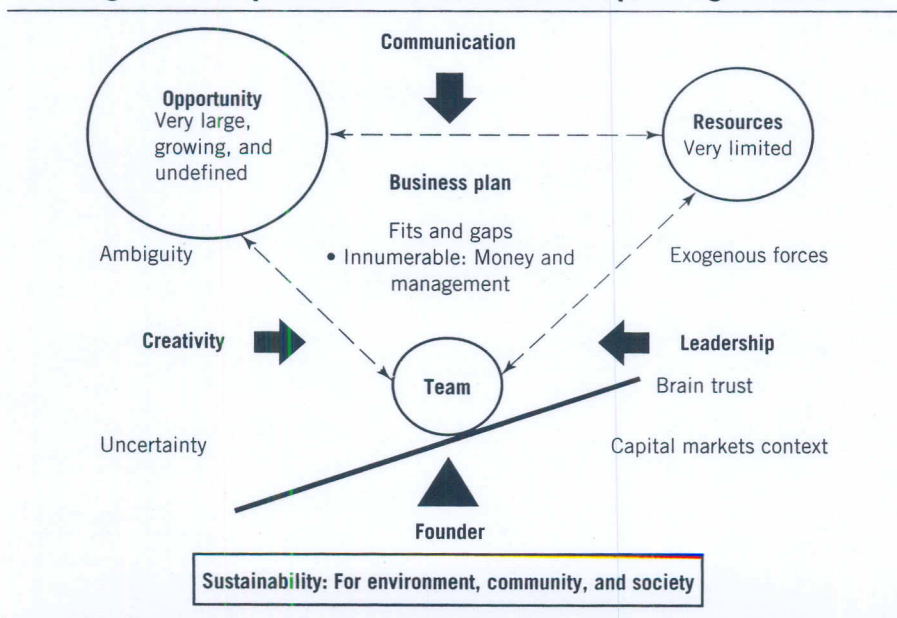 Communication
Opportunity
Very large,
growing, and
undefined
Resources
Very limited
Business plan
Fits and gaps
• Innumerable: Money and
management
Ambiguity
Exogenous forces
Creativity
Leadership
Team
Brain trust
Uncertainty
Capital markets context
Founder
Sustainability: For environment, community, and society